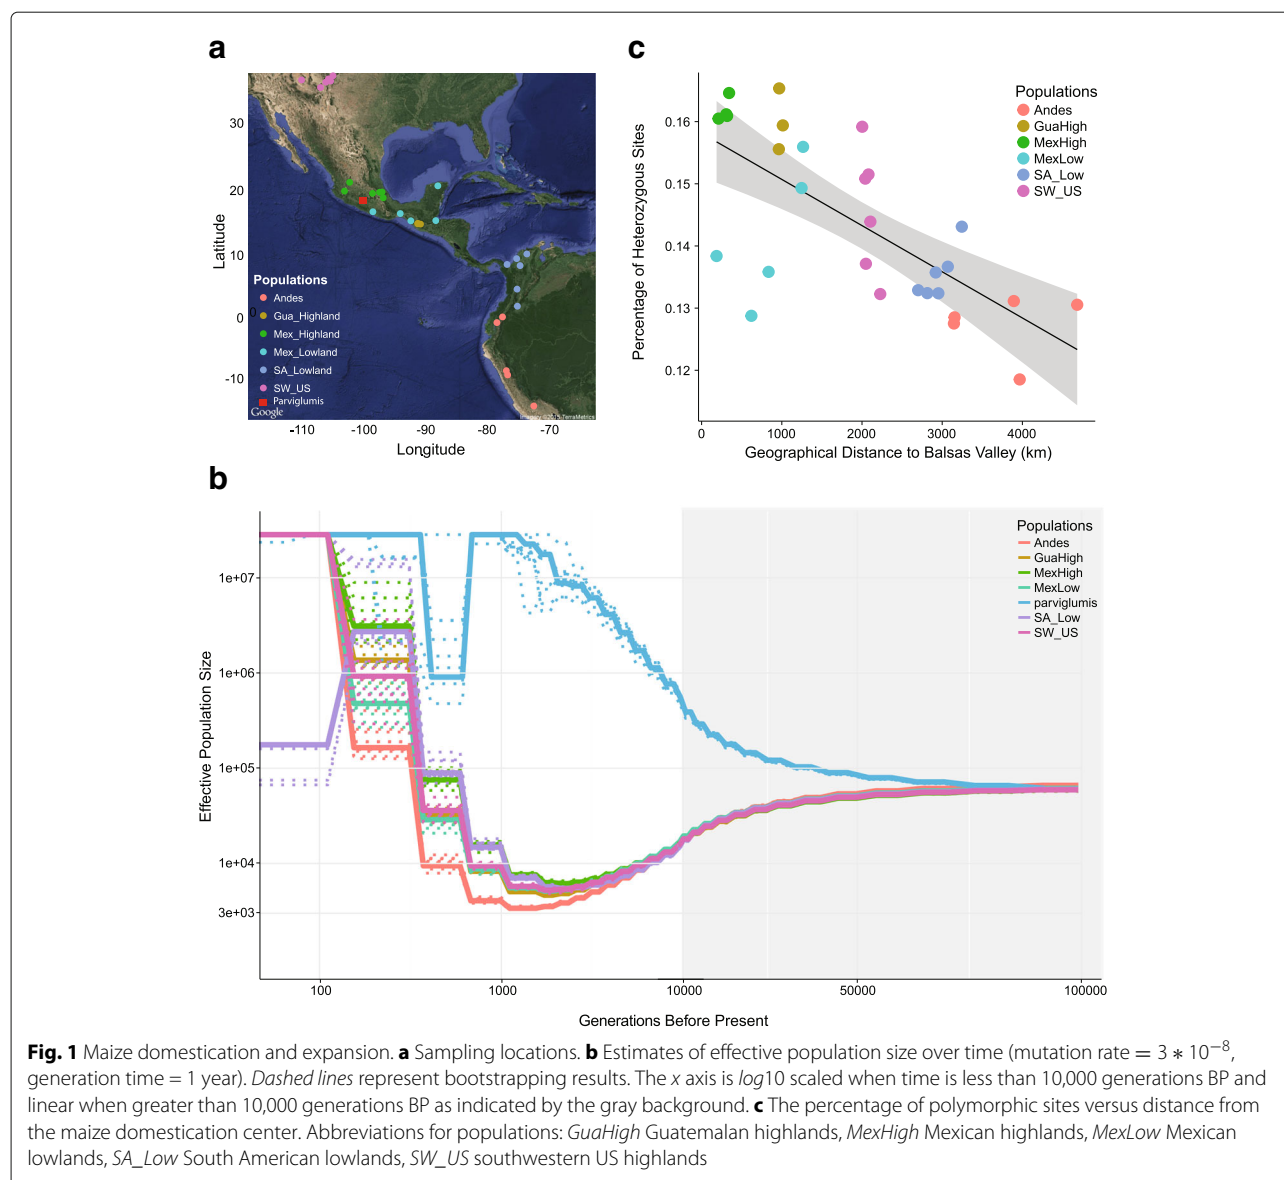 a
30
20
10
0
-10
Latitude
Populations
Andes
Gua_Highland
Mex_Highland
Mex_Lowland
SA_Lowland
SW_US
Parviglumis
Google
-110 -100 -90 -80 -70
Longitude
c
0.16
0.15
0.14
0.13
0.12
Percentage of Heterozygous Sites
Populations
Andes
GuaHigh
MexHigh
MexLow
SA_Low
SW_US
0 1000 2000 3000 4000
Geographical Distance to Balsas Valley (km)
b
1e+07
1e+06
1e+05
1e+04
3e+03
Effective Population Size
Populations
Andes
GuaHigh
MexHigh
MexLow
parviglumis
SA_Low
SW_US
100 1000 10000 50000 100000
Generations Before Present
Fig. 1 Maize domestication and expansion. a Sampling locations. b Estimates of effective population size over time (mutation rate = 3 * 10⁻⁸,
generation time = 1 year). Dashed lines represent bootstrapping results. The x axis is log10 scaled when time is less than 10,000 generations BP and
linear when greater than 10,000 generations BP as indicated by the gray background. c The percentage of polymorphic sites versus distance from
the maize domestication center. Abbreviations for populations: GuaHigh Guatemalan highlands, MexHigh Mexican highlands, MexLow Mexican
lowlands, SA_Low South American lowlands, SW_US southwestern US highlands